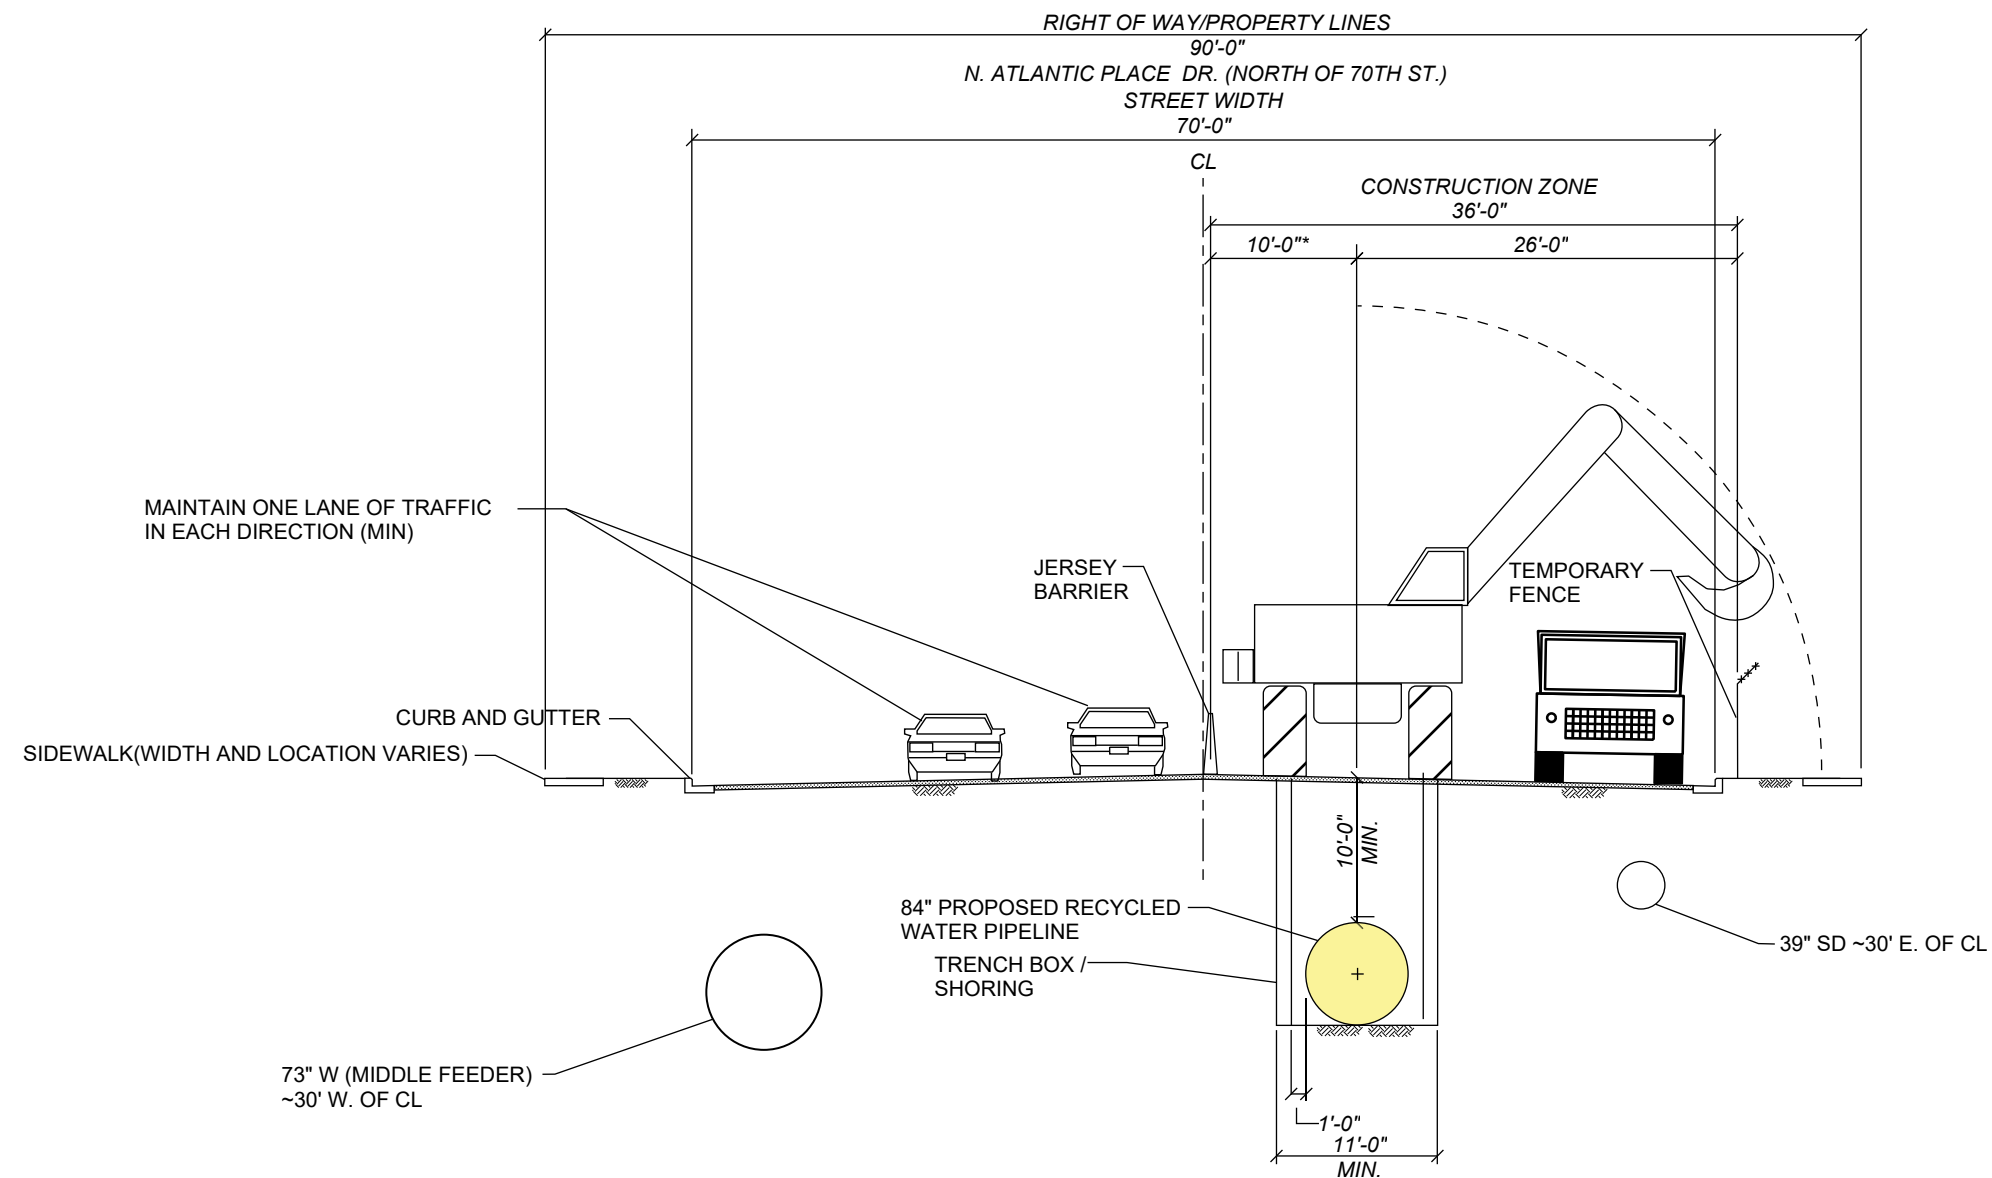 RIGHT OF WAY/PROPERTY LINES
90'-0"
N. ATLANTIC PLACE DR. (NORTH OF 70TH ST.)
STREET WIDTH
70'-0"
CL
CONSTRUCTION ZONE
36'-0"
10'-0"*
26'-0"
MAINTAIN ONE LANE OF TRAFFIC
IN EACH DIRECTION (MIN)
JERSEY
BARRIER
TEMPORARY
FENCE
CURB AND GUTTER
SIDEWALK(WIDTH AND LOCATION VARIES)
10'-0"
MIN.
84" PROPOSED RECYCLED
WATER PIPELINE
TRENCH BOX /
SHORING
39" SD ~30' E. OF CL
73" W (MIDDLE FEEDER)
~30' W. OF CL
1'-0"
11'-0"
MIN.